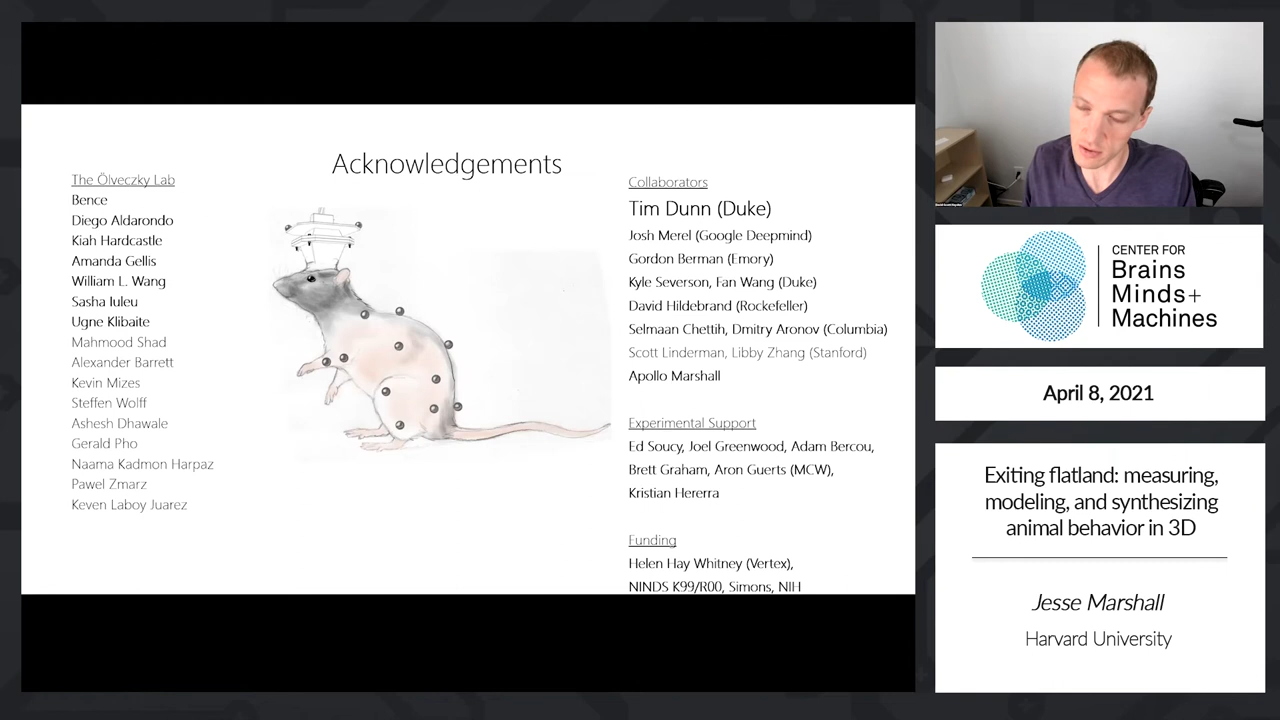 Acknowledgements
The Ölveczky Lab
Bence
Diego Aldarondo
Kiah Hardcastle
Amanda Gellis
William L. Wang
Sasha Iuleu
Ugne Klibaite
Mahmood Shad
Alexander Barrett
Kevin Mizes
Steffen Wolff
Ashesh Dhawale
Gerald Pho
Naama Kadmon Harpaz
Pawel Zmarz
Keven Laboy Juarez
Collaborators
Tim Dunn (Duke)
Josh Merel (Google Deepmind)
Gordon Berman (Emory)
Kyle Severson, Fan Wang (Duke)
David Hildebrand (Rockefeller)
Selmaan Chettih, Dmitry Aronov (Columbia)
Scott Linderman, Libby Zhang (Stanford)
Apollo Marshall
Experimental Support
Ed Soucy, Joel Greenwood, Adam Bercou,
Brett Graham, Aron Guerts (MCW),
Kristian Hererra
Funding
Helen Hay Whitney (Vertex),
NINDS K99/R00, Simons, NIH
CENTER FOR
Brains
Minds+
Machines
April 8, 2021
Exiting flatland: measuring,
modeling, and synthesizing
animal behavior in 3D
Jesse Marshall
Harvard University